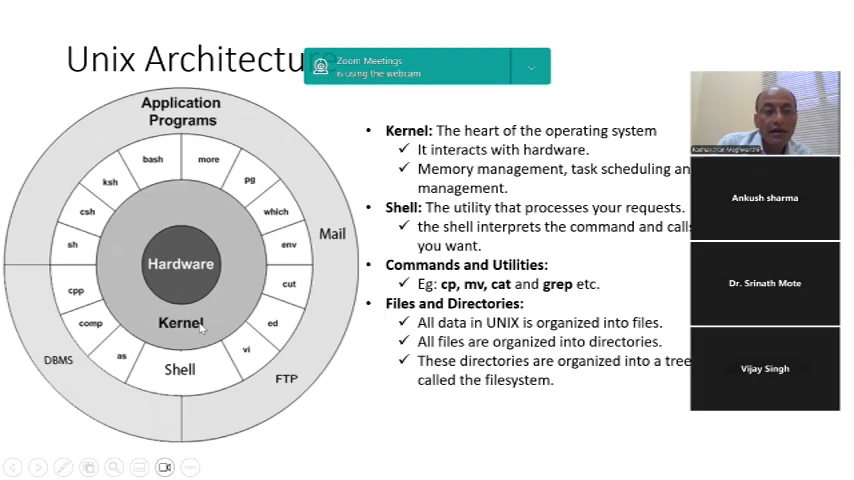 Unix Architectur
Zoom Meetings
is using the webcam
Application
Programs
bash
more
ksh
pg
csh
which
sh
env
Mail
Hardware
cpp
cut
comp
Kernel
ed
as
vi
Shell
DBMS
FTP
• Kernel: The heart of the operating system
✓ It interacts with hardware.
✓ Memory management, task scheduling an
management.
• Shell: The utility that processes your requests.
✓ the shell interprets the command and calls
you want.
• Commands and Utilities:
✓ Eg: cp, mv, cat and grep etc.
• Files and Directories:
✓ All data in UNIX is organized into files.
✓ All files are organized into directories.
✓ These directories are organized into a tree
called the filesystem.
Ankush sharma
Dr. Srinath Mote
Vijay Singh